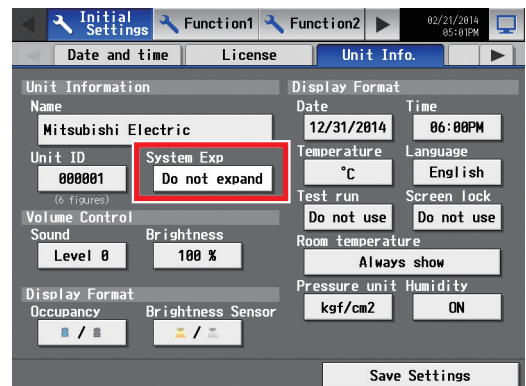 Initial Settings
Function1
Function2
02/21/2014
05:01PM
Date and time
License
Unit Info.
Unit Information
Name
Mitsubishi Electric
Unit ID
000001
(6 figures)
System Exp
Do not expand
Volume Control
Sound
Level 0
Brightness
100 %
Display Format
Occupancy
/
Brightness Sensor
/
Display Format
Date
12/31/2014
Time
06:00PM
Temperature
°C
Language
English
Test run
Do not use
Screen lock
Do not use
Room temperature
Always show
Pressure unit
kgf/cm2
Humidity
ON
Save Settings